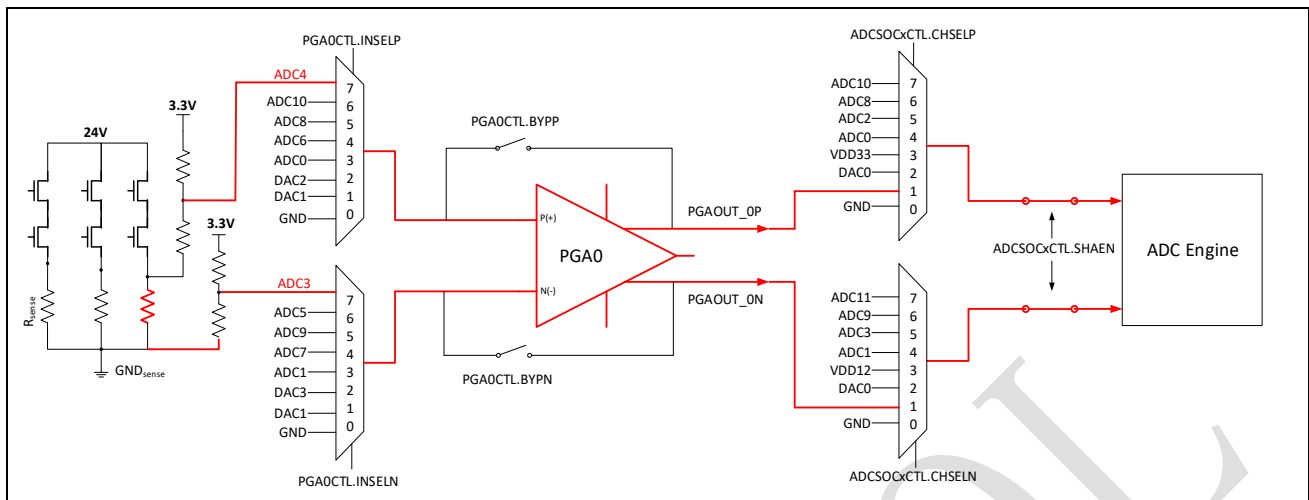 PGA0CTL.INSELP
ADCSOCxCTL.CHSELP
ADC4
7
ADC10
6
ADC8
5
ADC6
4
ADC0
3
DAC2
2
DAC1
1
GND
0
3.3V
24V
3.3V
R sense
GNDsense
PGA0CTL.BYPP
P(+)
PGA0
N(-)
PGAOUT_0P
PGAOUT_0N
PGA0CTL.BYPN
ADC10
7
ADC8
6
ADC2
5
ADC0
4
VDD33
3
DAC0
2
1
GND
0
ADCSOCxCTL.SHAEN
ADC Engine
ADC3
7
ADC5
6
ADC9
5
ADC7
4
ADC1
3
DAC3
2
DAC1
1
GND
0
PGA0CTL.INSELN
ADC11
7
ADC9
6
ADC3
5
ADC1
4
VDD12
3
DAC0
2
1
GND
0
ADCSOCxCTL.CHSELN